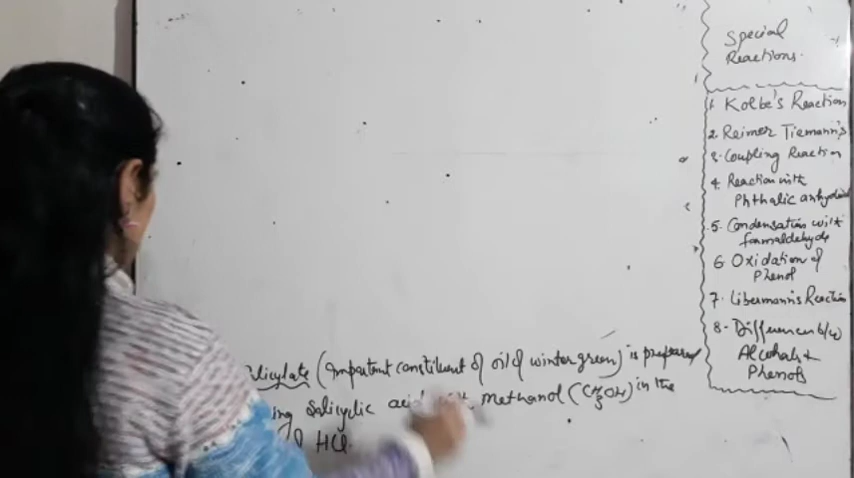 Special
Reactions.
1. Kolbe's Reaction
2. Reimer Tiemann's
3. Coupling Reaction
4. Reaction with
Phthalic anhydride
5. Condensation with
formaldehyde
6 Oxidation of
Phenol
7. Libermann's Reaction
8- Difference b/w
Alcohols &
Phenols
licylate (important constituent of oil of wintergreen) is prepared
ing Salicylic acid methanol (CH3OH) in the
HCl.